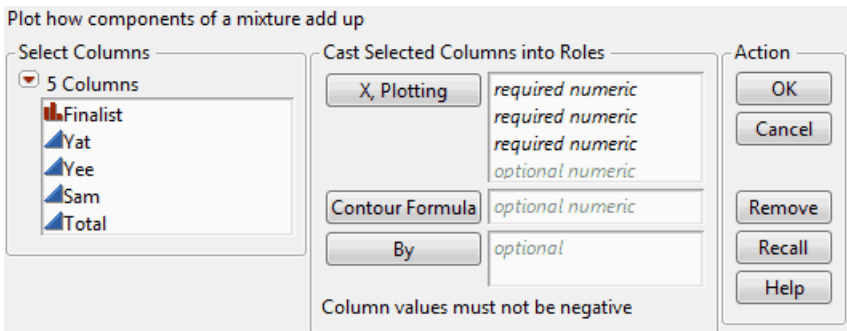 Plot how components of a mixture add up
Select Columns
5 Columns
Finalist
Yat
Yee
Sam
Total
Cast Selected Columns into Roles
X, Plotting
required numeric
required numeric
required numeric
optional numeric
Contour Formula
optional numeric
By
optional
Column values must not be negative
Action
OK
Cancel
Remove
Recall
Help